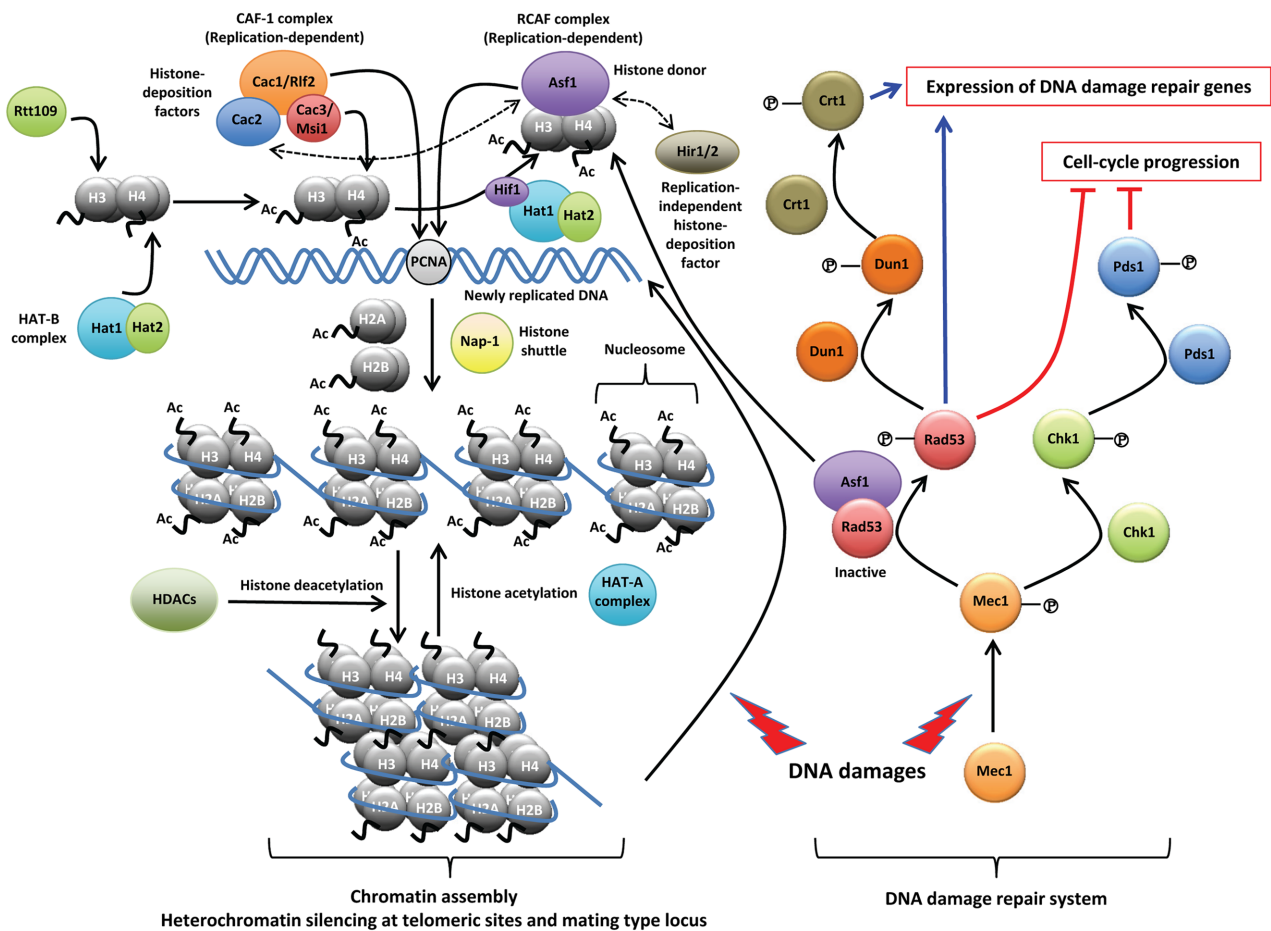 CAF-1 complex
(Replication-dependent)
RCAF complex
(Replication-dependent)
Histone-
deposition
factors
Cac1/Rlf2
Cac2
Cac3/
Msi1
Asf1
Histone donor
H3
H4
Ac
Ac
Hir1/2
Replication-
independent
histone-
deposition
factor
Rtt109
H3
H4
Ac
H3
H4
Ac
Hif1
Hat1
Hat2
PCNA
Newly replicated DNA
HAT-B
complex
Hat1
Hat2
Ac
H2A
Ac
H2B
Nap-1
Histone
shuttle
Nucleosome
Ac
Ac
Ac
Ac
Ac
Ac
Ac
Ac
H3
H4
H3
H4
H3
H4
H3
H4
H
H2A
H2B
H
H2A
H2B
H
H2A
H2B
H
H2A
H2B
Ac
Ac
Ac
Ac
Ac
Ac
Ac
HDACs
Histone deacetylation
Histone acetylation
HAT-A
complex
H3
H4
H3
H4
H
H2A
H2B
H
H2A
H2B
H3
H4
H3
H4
H
H2A
H2B
H
H2A
H2B
Chromatin assembly
Heterochromatin silencing at telomeric sites and mating type locus
P
Crt1
Expression of DNA damage repair genes
Cell-cycle progression
Crt1
P
Dun1
Pds1
P
Dun1
Pds1
P
Rad53
Chk1
P
Asf1
Rad53
Inactive
Chk1
Mec1
P
DNA damages
Mec1
DNA damage repair system